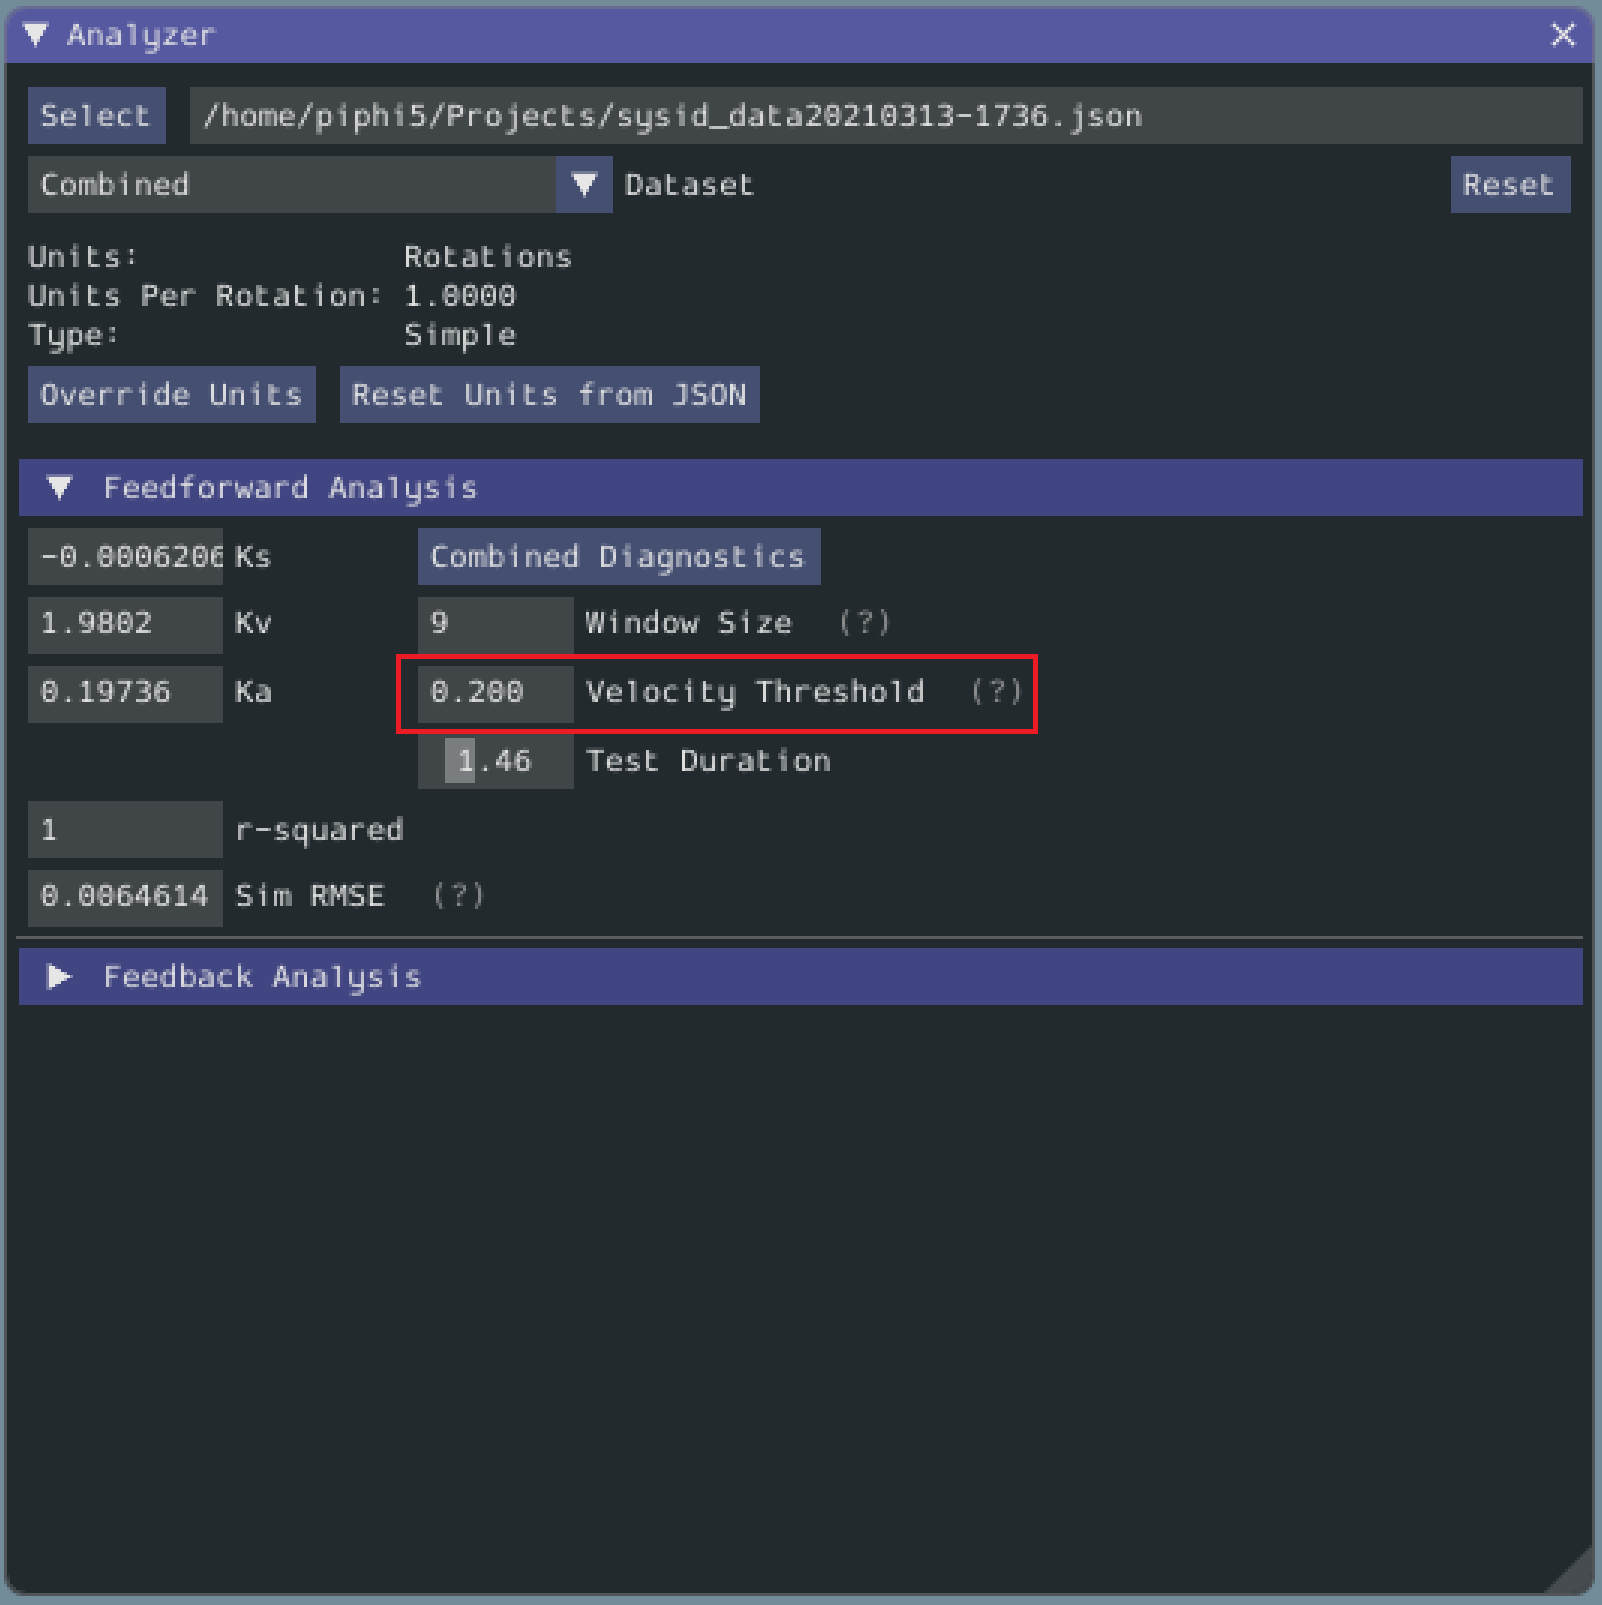 Analyzer
Select /home/piphi5/Projects/sysid_data20210313-1736.json
Combined Dataset Reset
Units: Rotations
Units Per Rotation: 1.0000
Type: Simple
Override Units Reset Units from JSON
Feedforward Analysis
-0.0006206 Ks Combined Diagnostics
1.9802 Kv 9 Window Size (?)
0.19736 Ka 0.200 Velocity Threshold (?)
1.46 Test Duration
1 r-squared
0.0064614 Sim RMSE (?)
Feedback Analysis